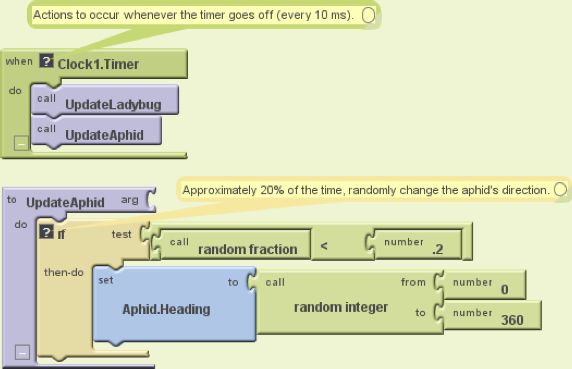 Actions to occur whenever the timer goes off (every 10 ms).
when ? Clock1.Timer
do call UpdateLadybug
call UpdateAphid
Approximately 20% of the time, randomly change the aphid's direction.
to UpdateAphid arg
do ? If test call random fraction < number .2
then-do set Aphid.Heading to call random integer from number 0
to number 360